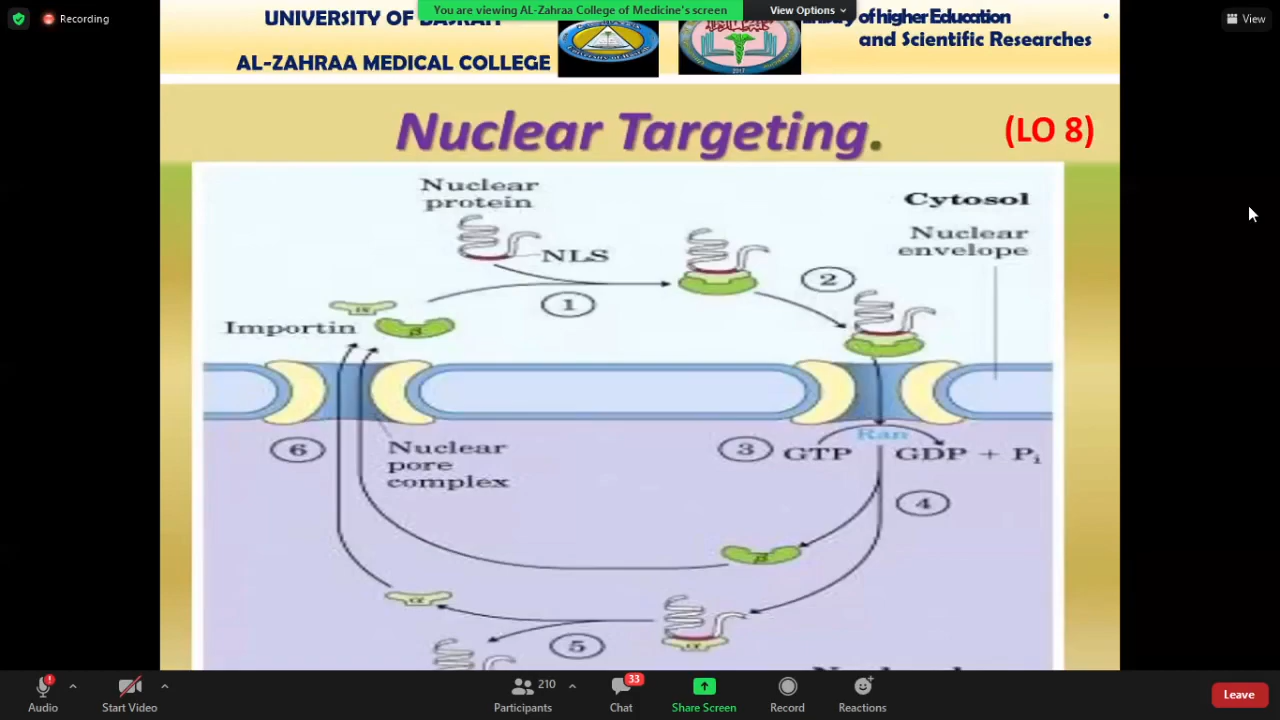 Recording
You are viewing AL-Zahraa College of Medicine's screen
View Options
View
UNIVERSITY OF BASRAH
of higher Education
and Scientific Researches
AL-ZAHRAA MEDICAL COLLEGE
2017
Nuclear Targeting.
(LO 8)
Nuclear
protein
NLS
Cytosol
Nuclear
envelope
1
2
α
β
Importin
6
Nuclear
pore
complex
3
Ran
GTP
GDP + Pi
4
β
α
5
α
Audio
Start Video
210
Participants
33
Chat
Share Screen
Record
Reactions
Leave